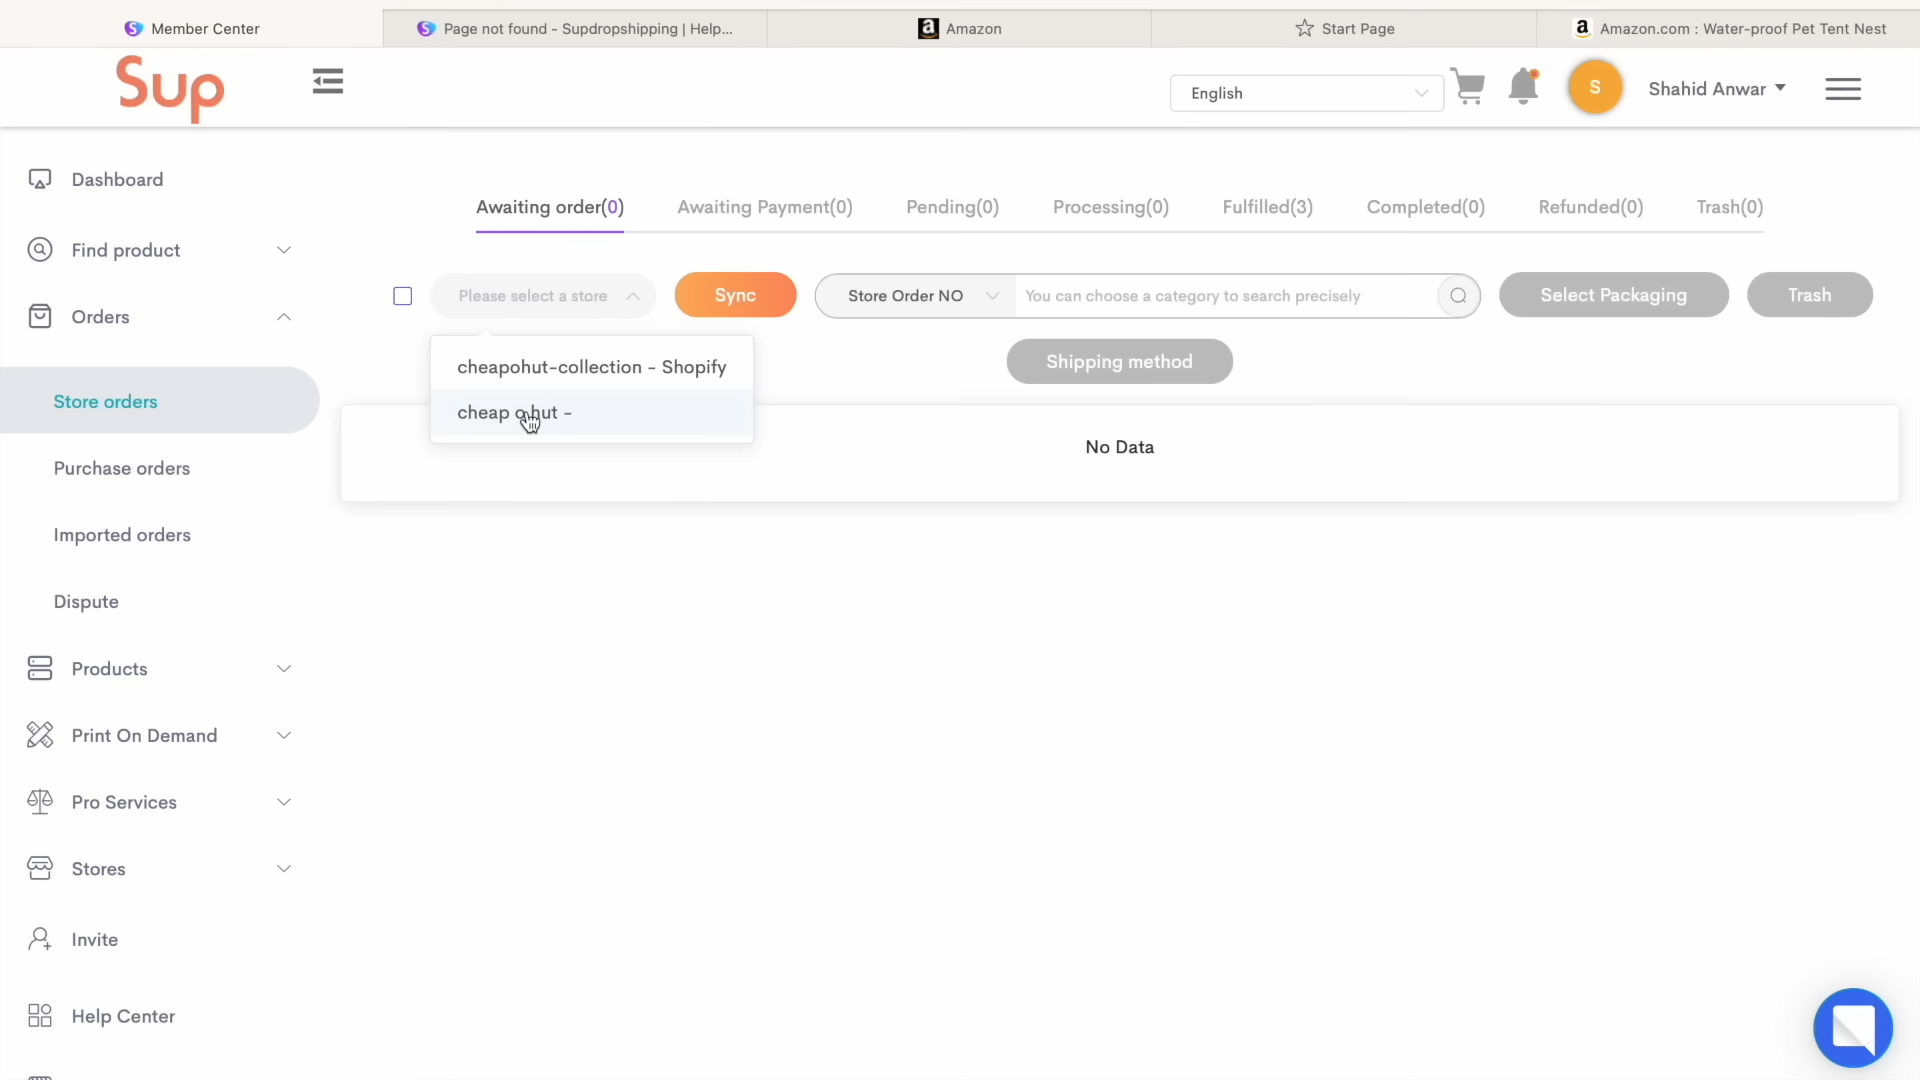 Member Center
Page not found - Supdropshipping | Help...
Amazon
Start Page
Amazon.com : Water-proof Pet Tent Nest
Sup
English
S
Shahid Anwar
Dashboard
Find product
Orders
Store orders
Purchase orders
Imported orders
Dispute
Products
Print On Demand
Pro Services
Stores
Invite
Help Center
Awaiting order(0)
Awaiting Payment(0)
Pending(0)
Processing(0)
Fulfilled(3)
Completed(0)
Refunded(0)
Trash(0)
Please select a store
Sync
Store Order NO
You can choose a category to search precisely
Select Packaging
Trash
Shipping method
cheapohut-collection - Shopify
cheap o hut -
No Data